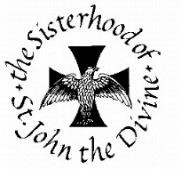 the Sisterhood of
St. John the Divine